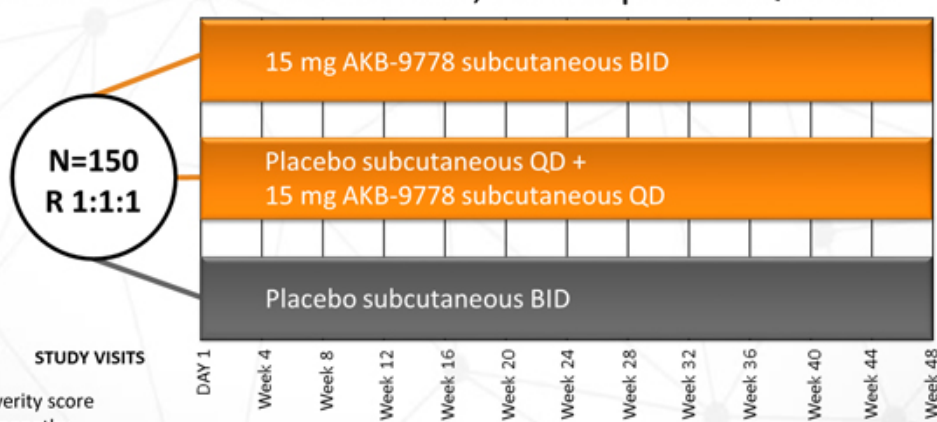 15 mg AKB-9778 subcutaneous BID
N=150
R 1:1:1
Placebo subcutaneous QD +
15 mg AKB-9778 subcutaneous QD
Placebo subcutaneous BID
STUDY VISITS
DAY 1
Week 4
Week 8
Week 12
Week 16
Week 20
Week 24
Week 28
Week 32
Week 36
Week 40
Week 44
Week 48
score